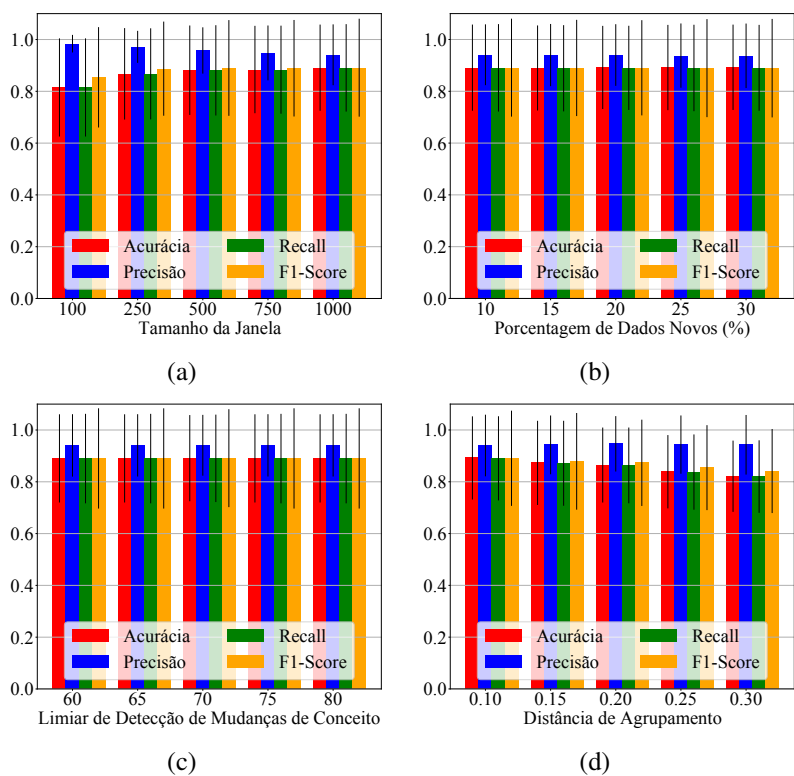 1.0
0.8
0.6
0.4
0.2
0.0
Acurácia Recall
Precisão F1-Score
100 250 500 750 1000
Tamanho da Janela
(a)
1.0
0.8
0.6
0.4
0.2
0.0
Acurácia Recall
Precisão F1-Score
10 15 20 25 30
Porcentagem de Dados Novos (%)
(b)
1.0
0.8
0.6
0.4
0.2
0.0
Acurácia Recall
Precisão F1-Score
60 65 70 75 80
Limiar de Detecção de Mudanças de Conceito
(c)
1.0
0.8
0.6
0.4
0.2
0.0
Acurácia Recall
Precisão F1-Score
0.10 0.15 0.20 0.25 0.30
Distância de Agrupamento
(d)